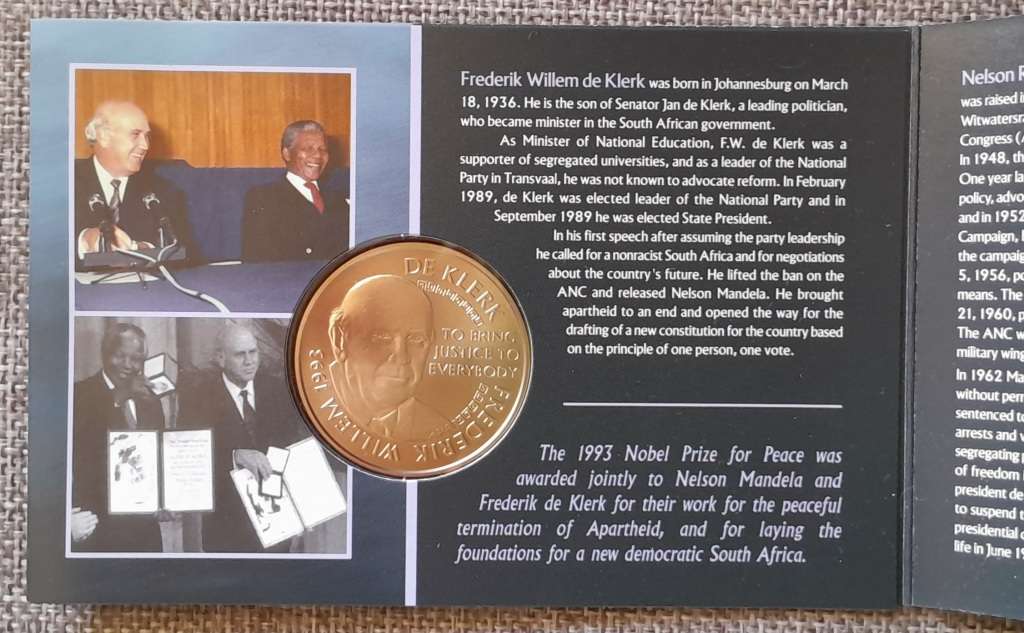 Frederik Willem de Klerk was born in Johannesburg on March
18, 1936. He is the son of Senator Jan de Klerk, a leading politician,
who became minister in the South African government.
As Minister of National Education, F.W. de Klerk was a
supporter of segregated universities, and as a leader of the National
Party in Transvaal, he was not known to advocate reform. In February
1989, de Klerk was elected leader of the National Party and in
September 1989 he was elected State President.
In his first speech after assuming the party leadership
he called for a nonracist South Africa and for negotiations
about the country's future. He lifted the ban on the
ANC and released Nelson Mandela. He brought
apartheid to an end and opened the way for the
drafting of a new constitution for the country based
on the principle of one person, one vote.
The 1993 Nobel Prize for Peace was
awarded jointly to Nelson Mandela and
Frederik de Klerk for their work for the peaceful
termination of Apartheid, and for laying the
foundations for a new democratic South Africa.
DE KLERK
TO BRING
JUSTICE TO
EVERYBODY
FREDERIK WILLEM 1993
Nelson R
was raised i
Witwatersra
Congress (
In 1948, th
One year la
policy, advo
and in 1952
Campaign,
the campaig
5, 1956, po
means. The
21, 1960, p
The ANC w
military wing
In 1962 Ma
without perm
sentenced to
arrests and v
segregating
of freedom
president de
to suspend t
presidential
life in June 19